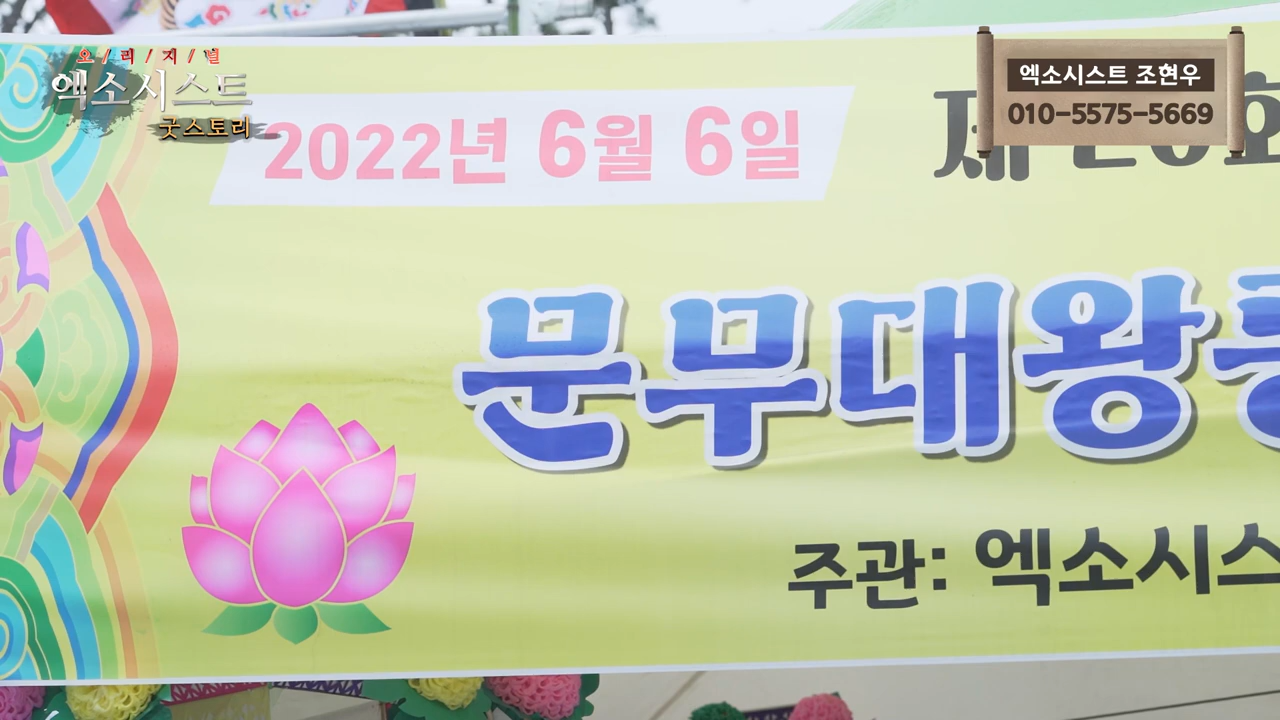 오/리/지/널
엑소시스트
굿스토리
엑소시스트 조현우
010-5575-5669
2022년 6월 6일
문무대왕
주관: 엑소시스